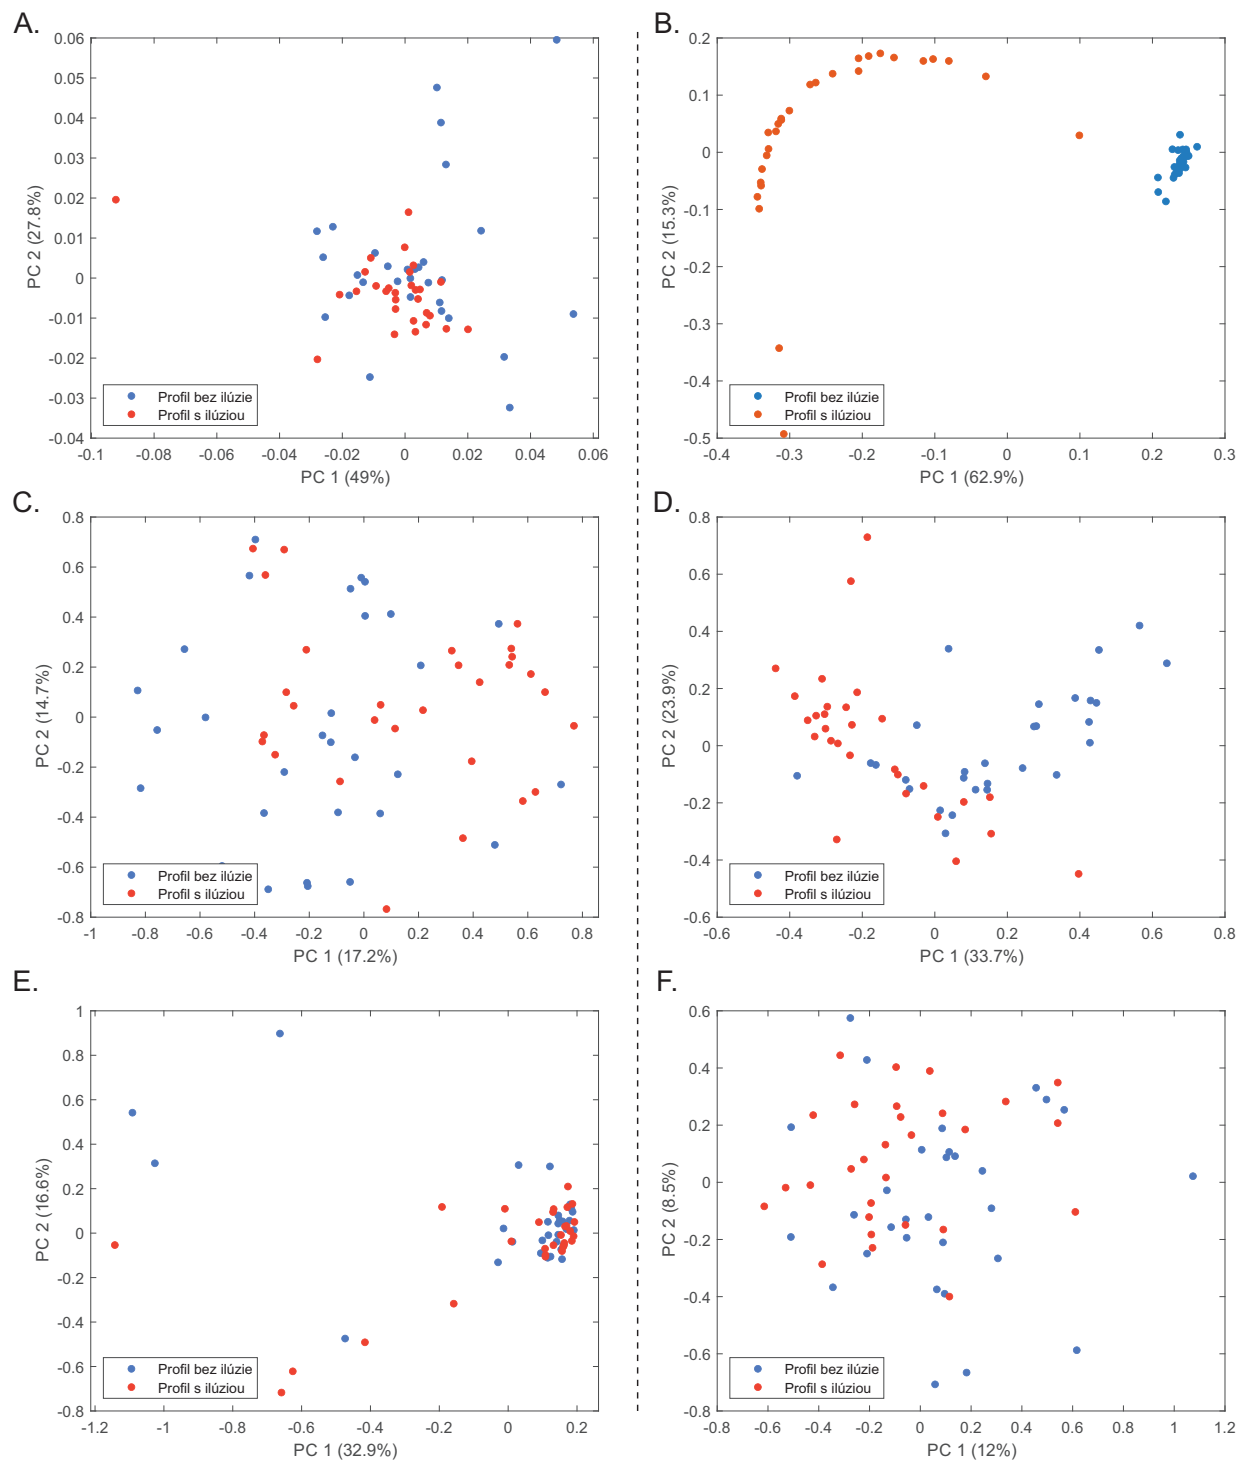 A.
0.06
0.05
0.04
0.03
0.02
0.01
0
-0.01
-0.02
-0.03
-0.04
PC 2 (27.8%)
Profil bez ilúzie
Profil s ilúziou
-0.1 -0.08 -0.06 -0.04 -0.02 0 0.02 0.04 0.06
PC 1 (49%)
B.
0.2
0.1
0
-0.1
-0.2
-0.3
-0.4
-0.5
PC 2 (15.3%)
Profil bez ilúzie
Profil s ilúziou
-0.4 -0.3 -0.2 -0.1 0 0.1 0.2 0.3
PC 1 (62.9%)
C.
0.8
0.6
0.4
0.2
0
-0.2
-0.4
-0.6
-0.8
PC 2 (14.7%)
Profil bez ilúzie
Profil s ilúziou
-1 -0.8 -0.6 -0.4 -0.2 0 0.2 0.4 0.6 0.8
PC 1 (17.2%)
D.
0.8
0.6
0.4
0.2
0
-0.2
-0.4
-0.6
PC 2 (23.9%)
Profil bez ilúzie
Profil s ilúziou
-0.6 -0.4 -0.2 0 0.2 0.4 0.6 0.8
PC 1 (33.7%)
E.
1
0.8
0.6
0.4
0.2
0
-0.2
-0.4
-0.6
-0.8
PC 2 (16.6%)
Profil bez ilúzie
Profil s ilúziou
-1.2 -1 -0.8 -0.6 -0.4 -0.2 0 0.2
PC 1 (32.9%)
F.
0.6
0.4
0.2
0
-0.2
-0.4
-0.6
-0.8
PC 2 (8.5%)
Profil bez ilúzie
Profil s ilúziou
-0.8 -0.6 -0.4 -0.2 0 0.2 0.4 0.6 0.8 1 1.2
PC 1 (12%)